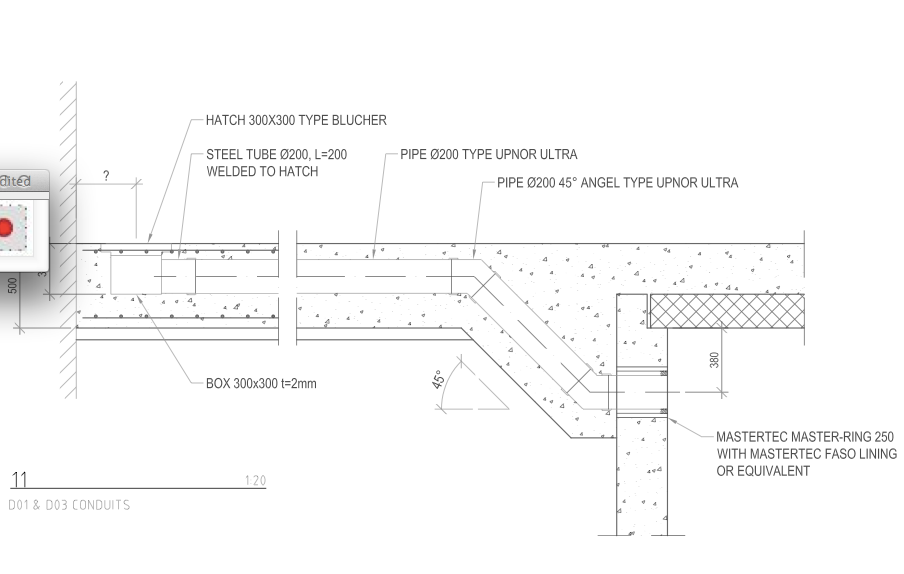 HATCH 300X300 TYPE BLUCHER
STEEL TUBE Ø200, L=200
WELDED TO HATCH
PIPE Ø200 TYPE UPNOR ULTRA
PIPE Ø200 45° ANGEL TYPE UPNOR ULTRA
?
dited
3
500
380
45°
BOX 300x300 t=2mm
MASTERTEC MASTER-RING 250
WITH MASTERTEC FASO LINING
OR EQUIVALENT
11
1:20
D01 & D03 CONDUITS